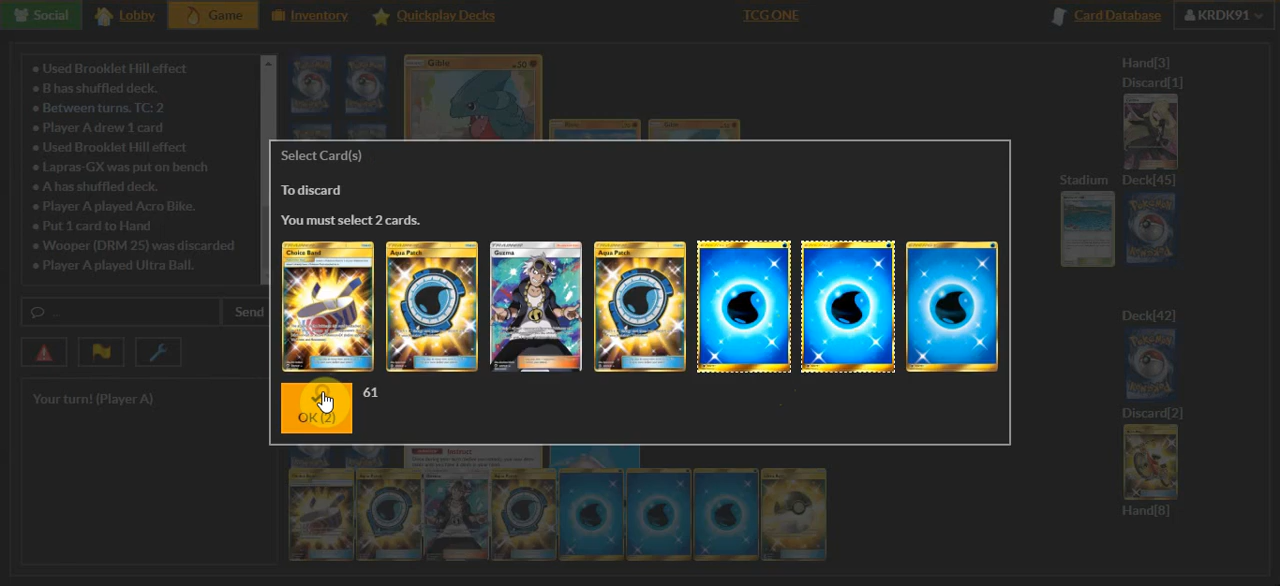 Social Lobby Game Inventory Quickplay Decks TCG ONE Card Database KRDK91
• Used Brooklet Hill effect
• B has shuffled deck.
• Between turns. TC: 2
• Player A drew 1 card
• Used Brooklet Hill effect
• Lapras-GX was put on bench
• A has shuffled deck.
• Player A played Acro Bike.
• Put 1 card to Hand
• Wooper (DRM 25) was discarded
• Player A played Ultra Ball.
...
Send
Your turn! (Player A)
Gible 50
Select Card(s)
To discard
You must select 2 cards.
Choice Band
Aqua Patch
Guzma
Aqua Patch
OK (2)
61
Instruct
Hand[3]
Discard[1]
Stadium
Deck[45]
Deck[42]
Discard[2]
Hand[8]